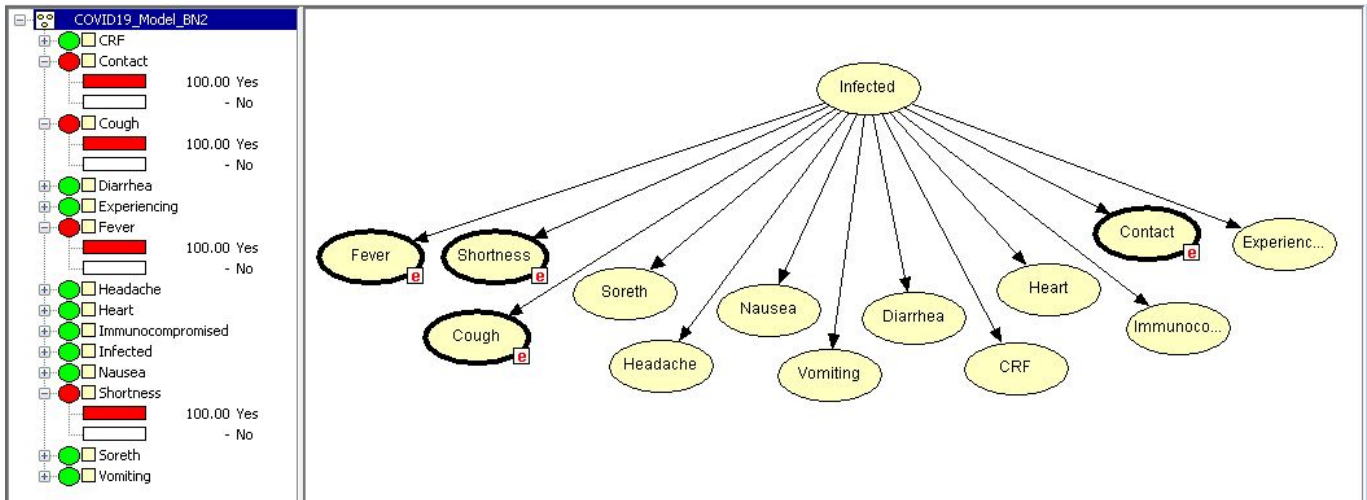 COVID19_Model_BN2
CRF
Contact
100.00 Yes
- No
Cough
100.00 Yes
- No
Diarrhea
Experiencing
Fever
100.00 Yes
- No
Headache
Heart
Immunocompromised
Infected
Nausea
Shortness
100.00 Yes
- No
Soreth
Vomiting
Infected
Fever
e
Shortness
e
Cough
e
Soreth
Headache
Nausea
Vomiting
Diarrhea
CRF
Heart
Contact
e
Immunoco...
Experienc...